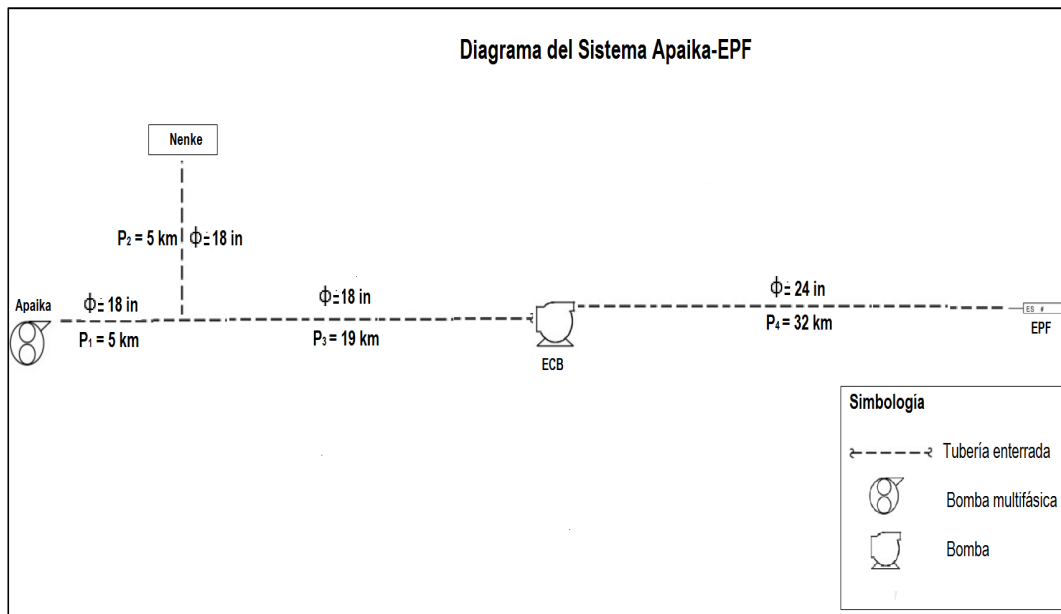 Diagrama del Sistema Apaika-EPF
Nenke
P₂ = 5 km Φ = 18 in
Apaika
Φ = 18 in
P₁ = 5 km
Φ = 18 in
P₃ = 19 km
ECB
Φ = 24 in
P₄ = 32 km
ES #
EPF
Simbología
Tubería enterrada
Bomba multifásica
Bomba